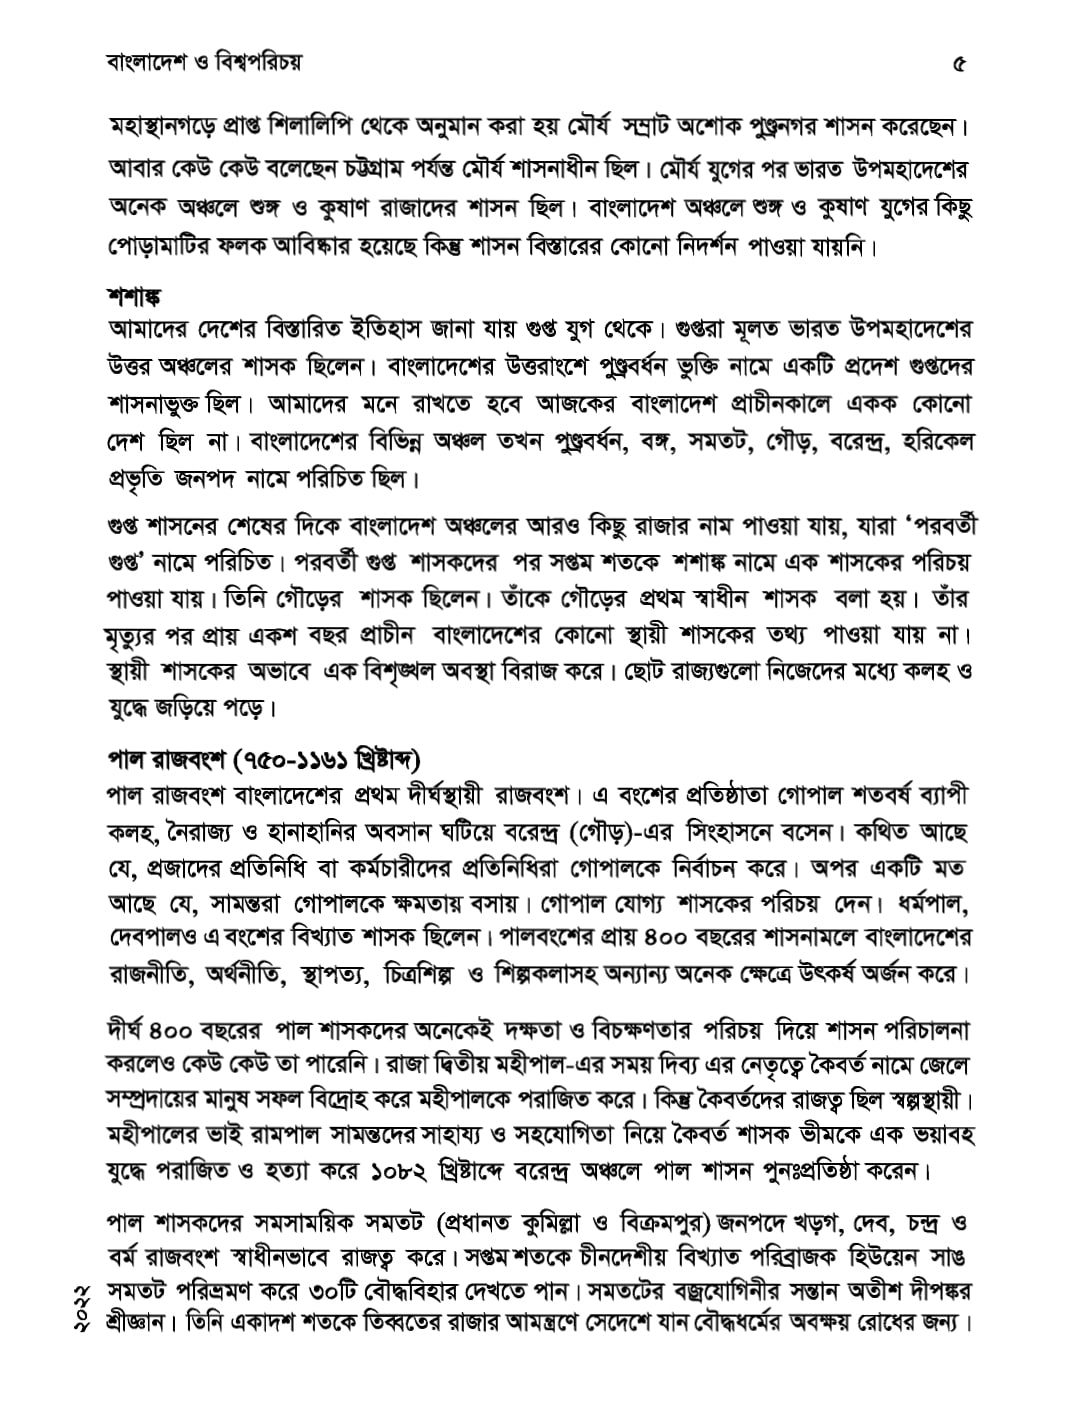 বাংলাদেশ ও বিশ্বপরিচয় ৫
মহাস্থানগড়ে প্রাপ্ত শিলালিপি থেকে অনুমান করা হয় মৌর্য সম্রাট অশোক পুণ্ড্রনগর শাসন করেছেন।
আবার কেউ কেউ বলেছেন চট্টগ্রাম পর্যন্ত মৌর্য শাসনাধীন ছিল। মৌর্য যুগের পর ভারত উপমহাদেশের
অনেক অঞ্চলে শুঙ্গ ও কুষাণ রাজাদের শাসন ছিল। বাংলাদেশ অঞ্চলে শুঙ্গ ও কুষাণ যুগের কিছু
পোড়ামাটির ফলক আবিষ্কার হয়েছে কিন্তু শাসন বিস্তারের কোনো নিদর্শন পাওয়া যায়নি।
শশাঙ্ক
আমাদের দেশের বিস্তারিত ইতিহাস জানা যায় গুপ্ত যুগ থেকে। গুপ্তরা মূলত ভারত উপমহাদেশের
উত্তর অঞ্চলের শাসক ছিলেন। বাংলাদেশের উত্তরাংশে পুণ্ড্রবর্ধন ভুক্তি নামে একটি প্রদেশ গুপ্তদের
শাসনাভুক্ত ছিল। আমাদের মনে রাখতে হবে আজকের বাংলাদেশ প্রাচীনকালে একক কোনো
দেশ ছিল না। বাংলাদেশের বিভিন্ন অঞ্চল তখন পুণ্ড্রবর্ধন, বঙ্গ, সমতট, গৌড়, বরেন্দ্র, হরিকেল
প্রভৃতি জনপদ নামে পরিচিত ছিল।
গুপ্ত শাসনের শেষের দিকে বাংলাদেশ অঞ্চলের আরও কিছু রাজার নাম পাওয়া যায়, যারা ‘পরবর্তী
গুপ্ত’ নামে পরিচিত। পরবর্তী গুপ্ত শাসকদের পর সপ্তম শতকে শশাঙ্ক নামে এক শাসকের পরিচয়
পাওয়া যায়। তিনি গৌড়ের শাসক ছিলেন। তাঁকে গৌড়ের প্রথম স্বাধীন শাসক বলা হয়। তাঁর
মৃত্যুর পর প্রায় একশ বছর প্রাচীন বাংলাদেশের কোনো স্থায়ী শাসকের তথ্য পাওয়া যায় না।
স্থায়ী শাসকের অভাবে এক বিশৃঙ্খল অবস্থা বিরাজ করে। ছোট রাজ্যগুলো নিজেদের মধ্যে কলহ ও
যুদ্ধে জড়িয়ে পড়ে।
পাল রাজবংশ (৭৫০-১১৬১ খ্রিষ্টাব্দ)
পাল রাজবংশ বাংলাদেশের প্রথম দীর্ঘস্থায়ী রাজবংশ। এ বংশের প্রতিষ্ঠাতা গোপাল শতবর্ষ ব্যাপী
কলহ, নৈরাজ্য ও হানাহানির অবসান ঘটিয়ে বরেন্দ্র (গৌড়)-এর সিংহাসনে বসেন। কথিত আছে
যে, প্রজাদের প্রতিনিধি বা কর্মচারীদের প্রতিনিধিরা গোপালকে নির্বাচন করে। অপর একটি মত
আছে যে, সামন্তরা গোপালকে ক্ষমতায় বসায়। গোপাল যোগ্য শাসকের পরিচয় দেন। ধর্মপাল,
দেবপালও এ বংশের বিখ্যাত শাসক ছিলেন। পালবংশের প্রায় ৪০০ বছরের শাসনামলে বাংলাদেশের
রাজনীতি, অর্থনীতি, স্থাপত্য, চিত্রশিল্প ও শিল্পকলাসহ অন্যান্য অনেক ক্ষেত্রে উৎকর্ষ অর্জন করে।
দীর্ঘ ৪০০ বছরের পাল শাসকদের অনেকেই দক্ষতা ও বিচক্ষণতার পরিচয় দিয়ে শাসন পরিচালনা
করলেও কেউ কেউ তা পারেনি। রাজা দ্বিতীয় মহীপাল-এর সময় দিব্য এর নেতৃত্বে কৈবর্ত নামে জেলে
সম্প্রদায়ের মানুষ সফল বিদ্রোহ করে মহীপালকে পরাজিত করে। কিন্তু কৈবর্তদের রাজত্ব ছিল স্বল্পস্থায়ী।
মহীপালের ভাই রামপাল সামন্তদের সাহায্য ও সহযোগিতা নিয়ে কৈবর্ত শাসক ভীমকে এক ভয়াবহ
যুদ্ধে পরাজিত ও হত্যা করে ১০৮২ খ্রিষ্টাব্দে বরেন্দ্র অঞ্চলে পাল শাসন পুনঃপ্রতিষ্ঠা করেন।
পাল শাসকদের সমসাময়িক সমতট (প্রধানত কুমিল্লা ও বিক্রমপুর) জনপদে খড়গ, দেব, চন্দ্র ও
বর্ম রাজবংশ স্বাধীনভাবে রাজত্ব করে। সপ্তম শতকে চীনদেশীয় বিখ্যাত পরিব্রাজক হিউয়েন সাঙ
সমতট পরিভ্রমণ করে ৩০টি বৌদ্ধবিহার দেখতে পান। সমতটের বজ্রযোগিনীর সন্তান অতীশ দীপঙ্কর
শ্রীজ্ঞান। তিনি একাদশ শতকে তিব্বতের রাজার আমন্ত্রণে সেদেশে যান বৌদ্ধধর্মের অবক্ষয় রোধের জন্য।
২০২২